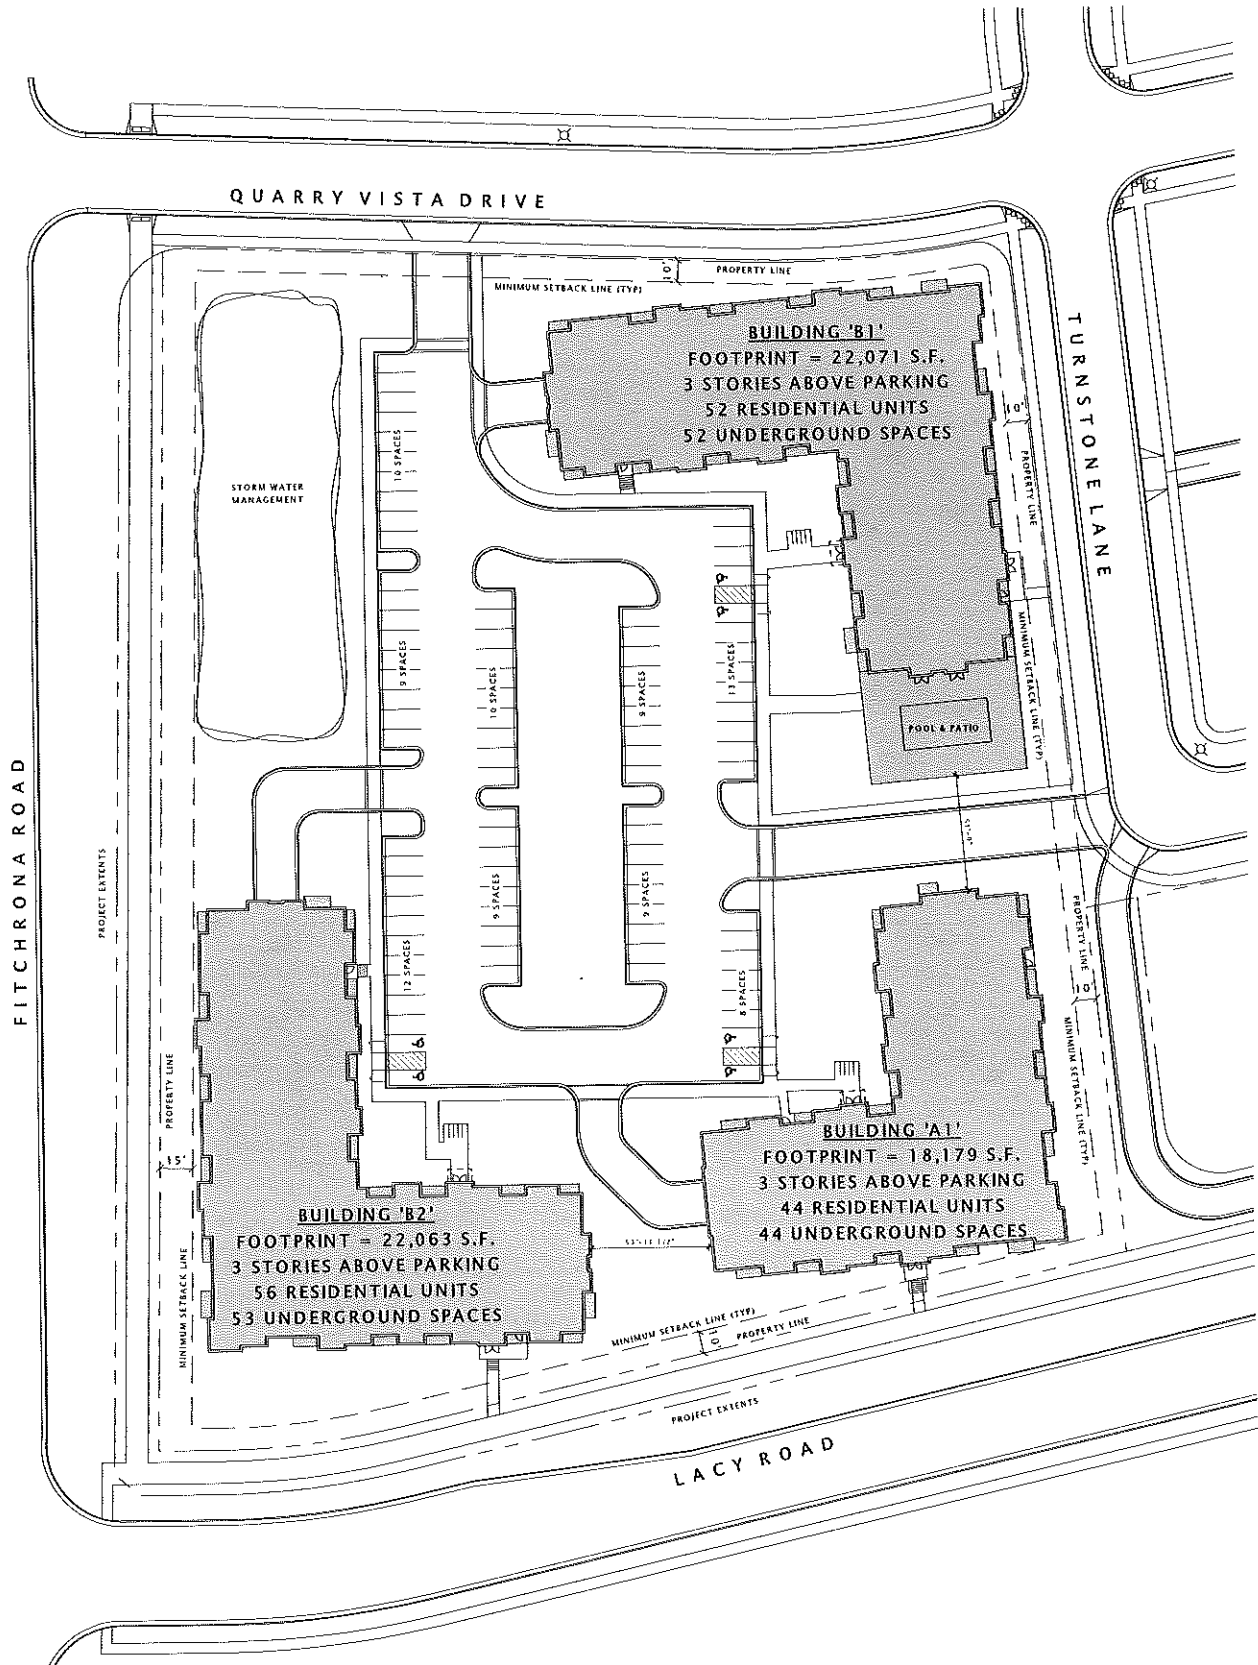 QUARRY VISTA DRIVE
10'
PROPERTY LINE
MINIMUM SETBACK LINE (TYP)
BUILDING 'B1'
FOOTPRINT = 22,071 S.F.
3 STORIES ABOVE PARKING
52 RESIDENTIAL UNITS
52 UNDERGROUND SPACES
TURNSTONE LANE
10'
PROPERTY LINE
MINIMUM SETBACK LINE (TYP)
10 SPACES
STORM WATER
MANAGEMENT
9 SPACES
10 SPACES
9 SPACES
13 SPACES
POOL & PATIO
FITCHRONA ROAD
PROJECT EXTENTS
9 SPACES
9 SPACES
12 SPACES
8 SPACES
PROPERTY LINE
10'
MINIMUM SETBACK LINE (TYP)
PROPERTY LINE
15'
MINIMUM SETBACK LINE
BUILDING 'A1'
FOOTPRINT = 18,179 S.F.
3 STORIES ABOVE PARKING
44 RESIDENTIAL UNITS
44 UNDERGROUND SPACES
BUILDING 'B2'
FOOTPRINT = 22,063 S.F.
3 STORIES ABOVE PARKING
56 RESIDENTIAL UNITS
53 UNDERGROUND SPACES
MINIMUM SETBACK LINE (TYP)
10'
PROPERTY LINE
PROJECT EXTENTS
LACY ROAD